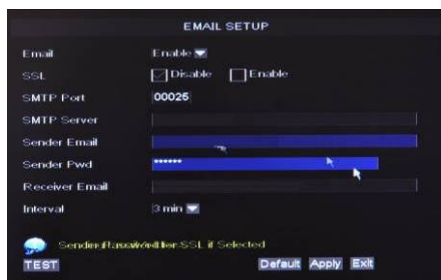 EMAIL SETUP
Email Enable
SSL Disable Enable
SMTP Port 00025
SMTP Server
Sender Email
Sender Pwd ******
Receiver Email
Interval 3 min
SSL if Selected
TEST Default Apply Exit